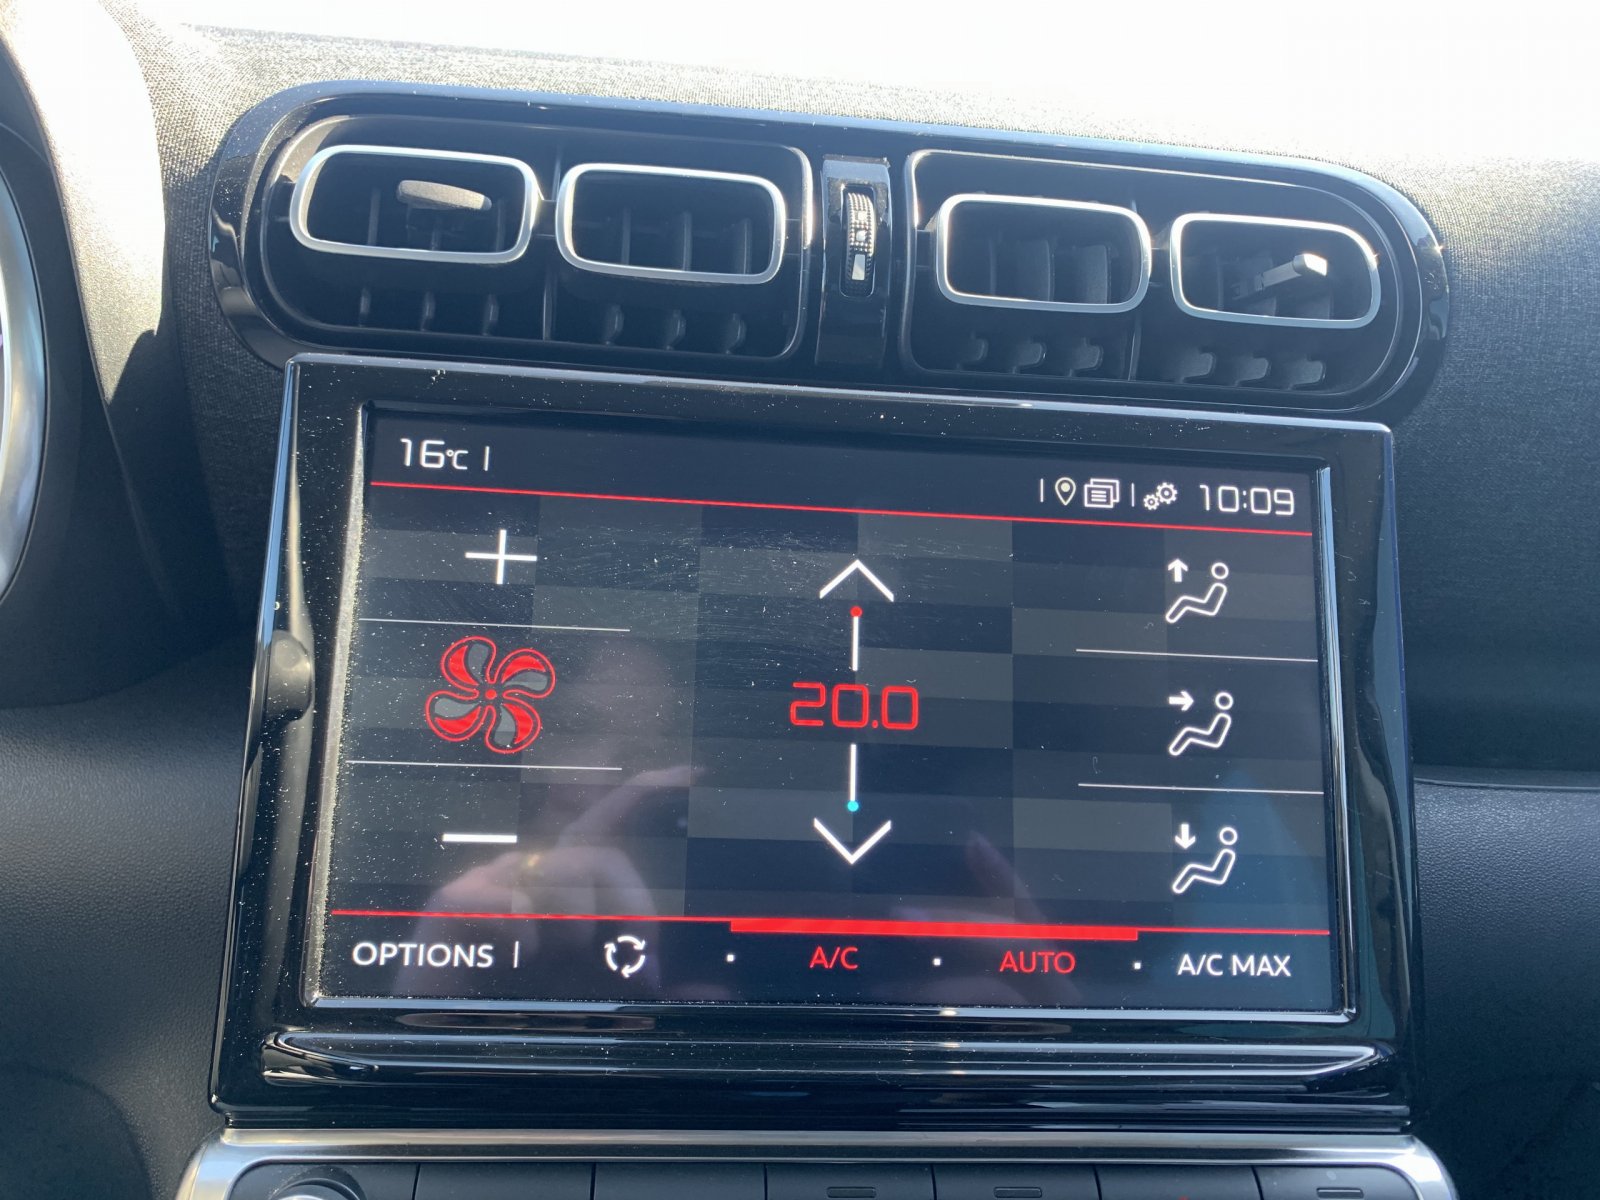 16°C |
10:09
20.0
OPTIONS | A/C AUTO A/C MAX